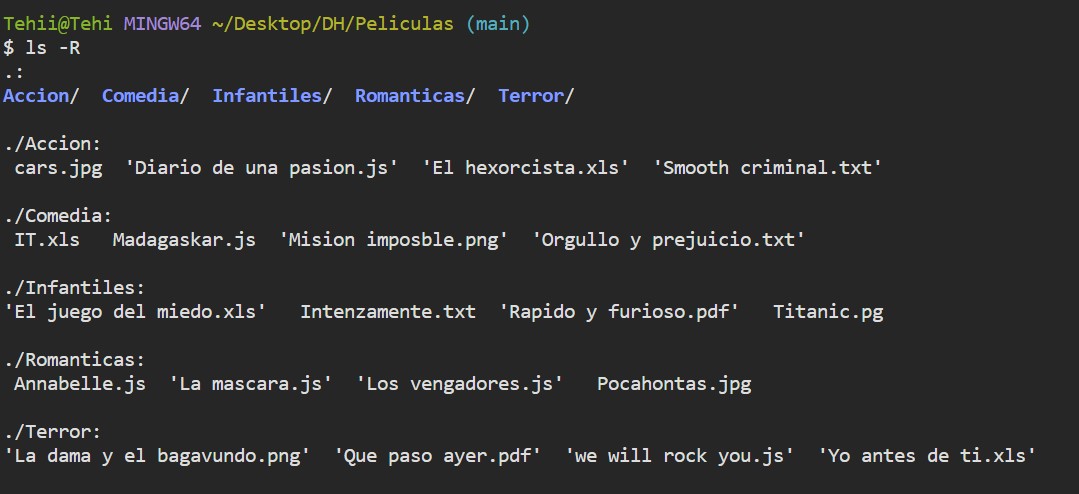 Tehii@Tehi MINGW64 ~/Desktop/DH/Peliculas (main)
$ ls -R
.:
Accion/  Comedia/  Infantiles/  Romanticas/  Terror/
./Accion:
 cars.jpg  'Diario de una pasion.js'  'El hexorcista.xls'  'Smooth criminal.txt'
./Comedia:
 IT.xls   Madagaskar.js  'Mision imposble.png'  'Orgullo y prejuicio.txt'
./Infantiles:
'El juego del miedo.xls'   Intenzamente.txt  'Rapido y furioso.pdf'   Titanic.pg
./Romanticas:
 Annabelle.js  'La mascara.js'  'Los vengadores.js'   Pocahontas.jpg
./Terror:
'La dama y el bagavundo.png'  'Que paso ayer.pdf'  'we will rock you.js'  'Yo antes de ti.xls'